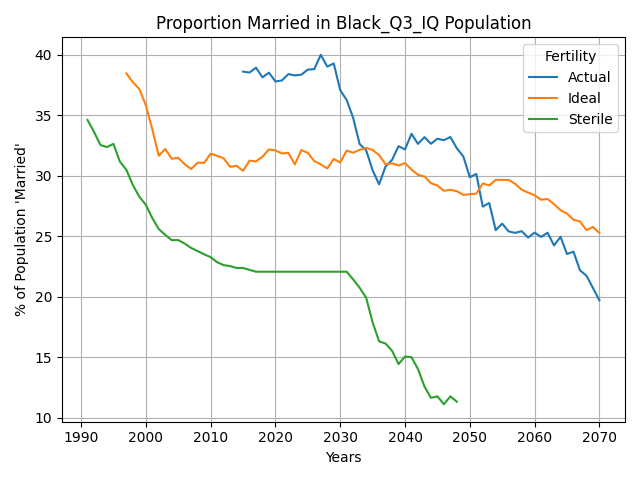 Proportion Married in Black_Q3_IQ Population
% of Population 'Married'
40
35
30
25
20
15
10
Fertility
Actual
Ideal
Sterile
1990 2000 2010 2020 2030 2040 2050 2060 2070
Years